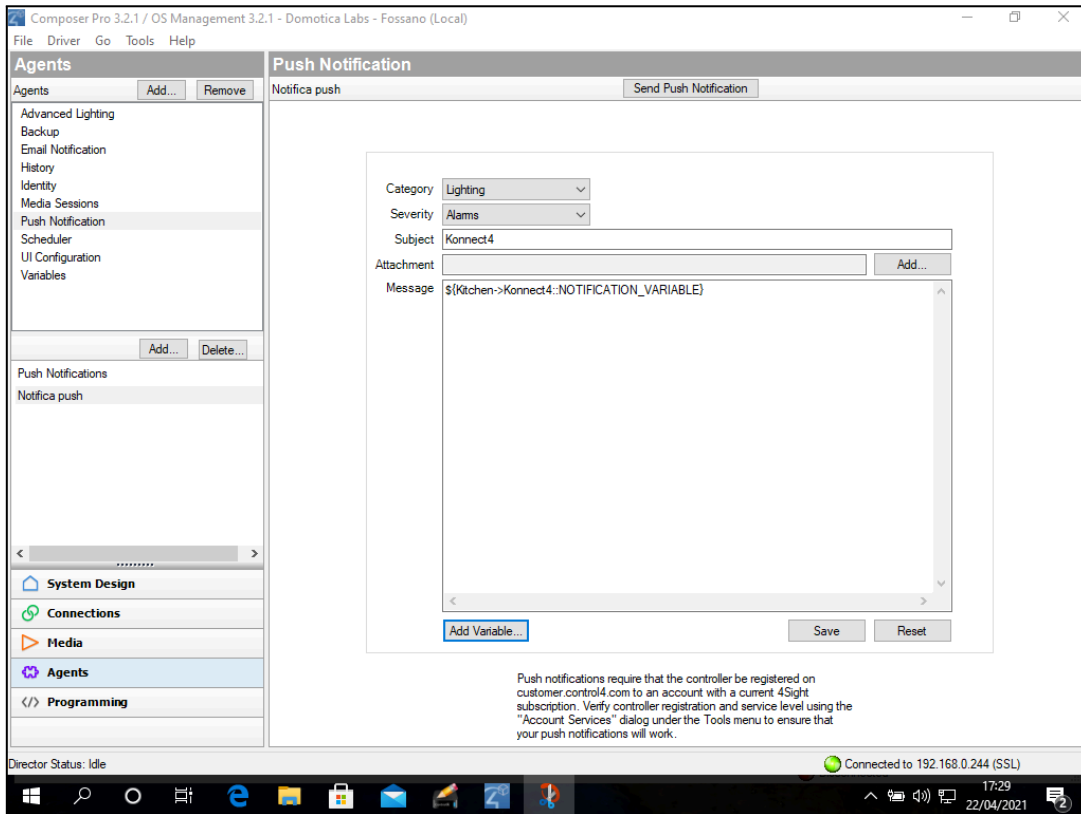 Composer Pro 3.2.1 / OS Management 3.2.1 - Domotica Labs - Fossano (Local)
File Driver Go Tools Help
Agents
Agents Add... Remove
Advanced Lighting
Backup
Email Notification
History
Identity
Media Sessions
Push Notification
Scheduler
UI Configuration
Variables
Add... Delete...
Push Notifications
Notifica push
System Design
Connections
Media
Agents
Programming
Push Notification
Notifica push Send Push Notification
Category Lighting
Severity Alarms
Subject Konnect4
Attachment Add...
Message ${Kitchen->Konnect4::NOTIFICATION_VARIABLE}
Add Variable... Save Reset
Push notifications require that the controller be registered on
customer.control4.com to an account with a current 4Sight
subscription. Verify controller registration and service level using the
"Account Services" dialog under the Tools menu to ensure that
your push notifications will work.
Director Status: Idle Connected to 192.168.0.244 (SSL)
17:29
22/04/2021
2